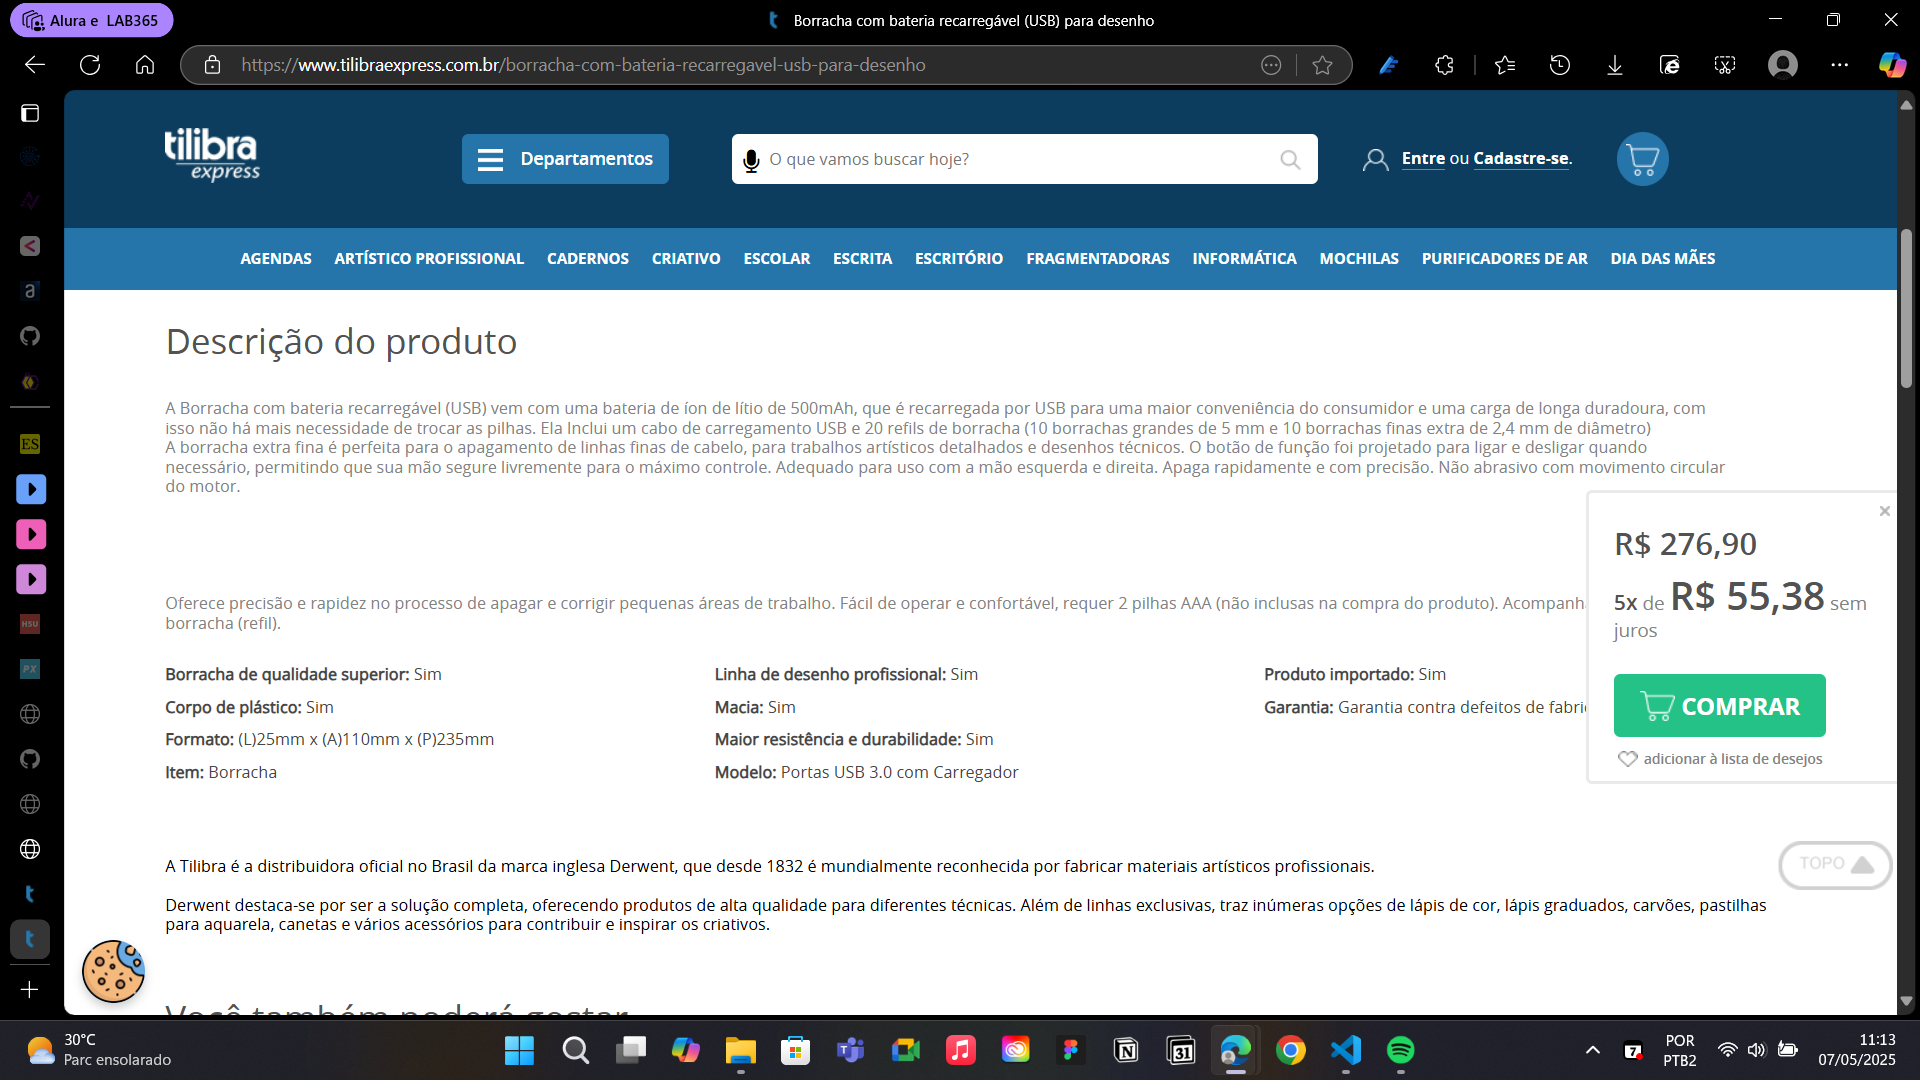 Alura e LAB365
Borracha com bateria recarregável (USB) para desenho
https://www.tilibraexpress.com.br/borracha-com-bateria-recarregavel-usb-para-desenho
tilibra
express
Departamentos
O que vamos buscar hoje?
Entre ou Cadastre-se.
AGENDAS ARTÍSTICO PROFISSIONAL CADERNOS CRIATIVO ESCOLAR ESCRITA ESCRITÓRIO FRAGMENTADORAS INFORMÁTICA MOCHILAS PURIFICADORES DE AR DIA DAS MÃES
Descrição do produto
A Borracha com bateria recarregável (USB) vem com uma bateria de íon de lítio de 500mAh, que é recarregada por USB para uma maior conveniência do consumidor e uma carga de longa duradoura, com
isso não há mais necessidade de trocar as pilhas. Ela Inclui um cabo de carregamento USB e 20 refils de borracha (10 borrachas grandes de 5 mm e 10 borrachas finas extra de 2,4 mm de diâmetro)
A borracha extra fina é perfeita para o apagamento de linhas finas de cabelo, para trabalhos artísticos detalhados e desenhos técnicos. O botão de função foi projetado para ligar e desligar quando
necessário, permitindo que sua mão segure livremente para o máximo controle. Adequado para uso com a mão esquerda e direita. Apaga rapidamente e com precisão. Não abrasivo com movimento circular
do motor.
R$ 276,90
5x de R$ 55,38 sem
juros
COMPRAR
adicionar à lista de desejos
Oferece precisão e rapidez no processo de apagar e corrigir pequenas áreas de trabalho. Fácil de operar e confortável, requer 2 pilhas AAA (não inclusas na compra do produto). Acompanh
borracha (refil).
Borracha de qualidade superior: Sim
Linha de desenho profissional: Sim
Produto importado: Sim
Corpo de plástico: Sim
Macia: Sim
Garantia: Garantia contra defeitos de fabri
Formato: (L)25mm x (A)110mm x (P)235mm
Maior resistência e durabilidade: Sim
Item: Borracha
Modelo: Portas USB 3.0 com Carregador
A Tilibra é a distribuidora oficial no Brasil da marca inglesa Derwent, que desde 1832 é mundialmente reconhecida por fabricar materiais artísticos profissionais.
TOPO
Derwent destaca-se por ser a solução completa, oferecendo produtos de alta qualidade para diferentes técnicas. Além de linhas exclusivas, traz inúmeras opções de lápis de cor, lápis graduados, carvões, pastilhas
para aquarela, canetas e vários acessórios para contribuir e inspirar os criativos.
Você também poderá gostar
a
ES
HSU
PX
30°C
Parc ensolarado
31
7
POR
PTB2
11:13
07/05/2025